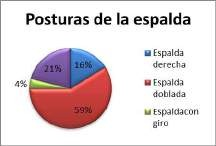 Posturas de la espalda
16%
59%
4%
21%
Espalda
derecha
Espalda
doblada
Espaldacon
giro